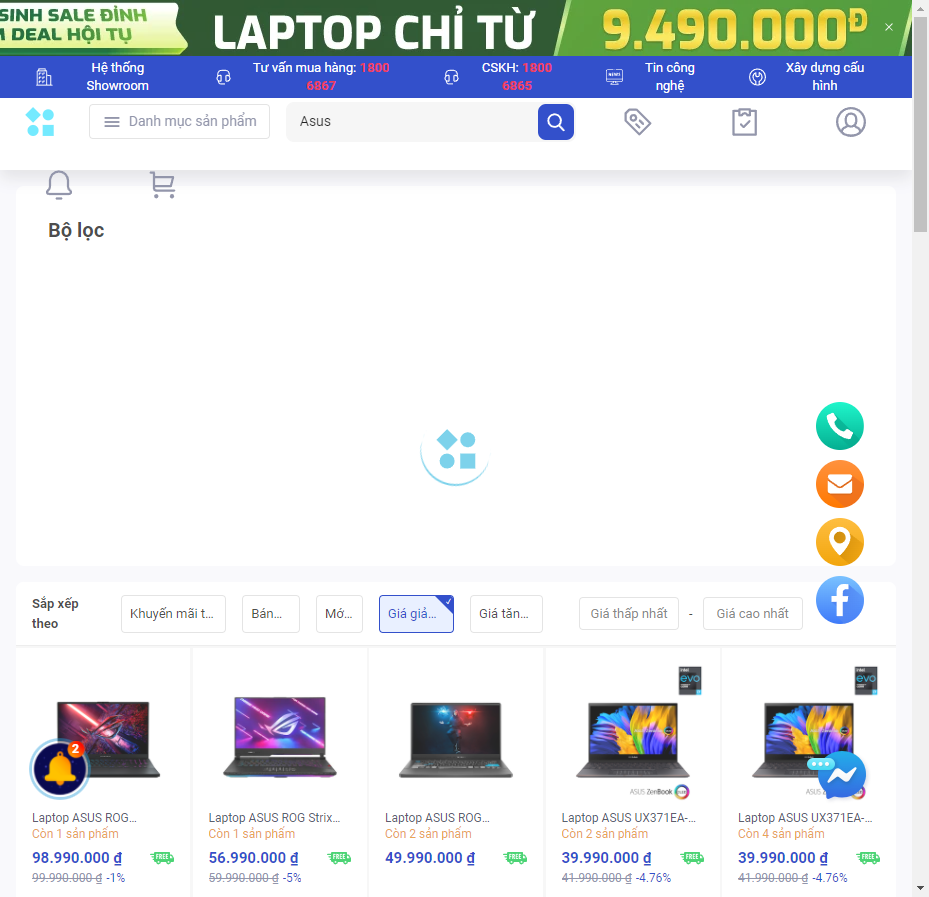 SINH SALE ĐỈNH
DEAL HỘI TỤ
LAPTOP CHỈ TỪ
9.490.000Đ
Hệ thống
Showroom
Tư vấn mua hàng: 1800
6867
CSKH: 1800
6865
NEWS
Tin công
nghệ
Xây dựng cấu
hình
Danh mục sản phẩm
Asus
Bộ lọc
Sắp xếp
theo
Khuyến mãi t...
Bán...
Mớ...
Giá giả...
Giá tăn...
Giá thấp nhất
-
Giá cao nhất
2
intel
evo
intel
evo
ASUS ZenBook
Laptop ASUS ROG...
Còn 1 sản phẩm
98.990.000 ₫
FREE
99.990.000 ₫ -1%
Laptop ASUS ROG Strix...
Còn 1 sản phẩm
56.990.000 ₫
FREE
59.990.000 ₫ -5%
Laptop ASUS ROG...
Còn 2 sản phẩm
49.990.000 ₫
FREE
Laptop ASUS UX371EA-...
Còn 2 sản phẩm
39.990.000 ₫
FREE
41.990.000 ₫ -4.76%
Laptop ASUS UX371EA-...
Còn 4 sản phẩm
39.990.000 ₫
FREE
41.990.000 ₫ -4.76%